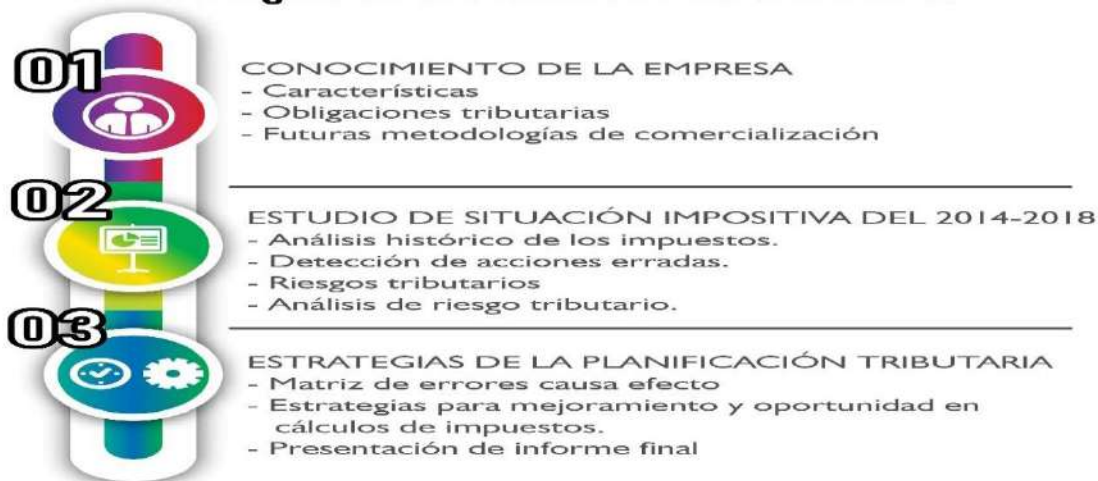 01
CONOCIMIENTO DE LA EMPRESA
- Características
- Obligaciones tributarias
- Futuras metodologías de comercialización
02
ESTUDIO DE SITUACIÓN IMPOSITIVA DEL 2014-2018
- Análisis histórico de los impuestos.
- Detección de acciones erradas.
- Riesgos tributarios
- Análisis de riesgo tributario.
03
ESTRATEGIAS DE LA PLANIFICACIÓN TRIBUTARIA
- Matriz de errores causa efecto
- Estrategias para mejoramiento y oportunidad en
cálculos de impuestos.
- Presentación de informe final